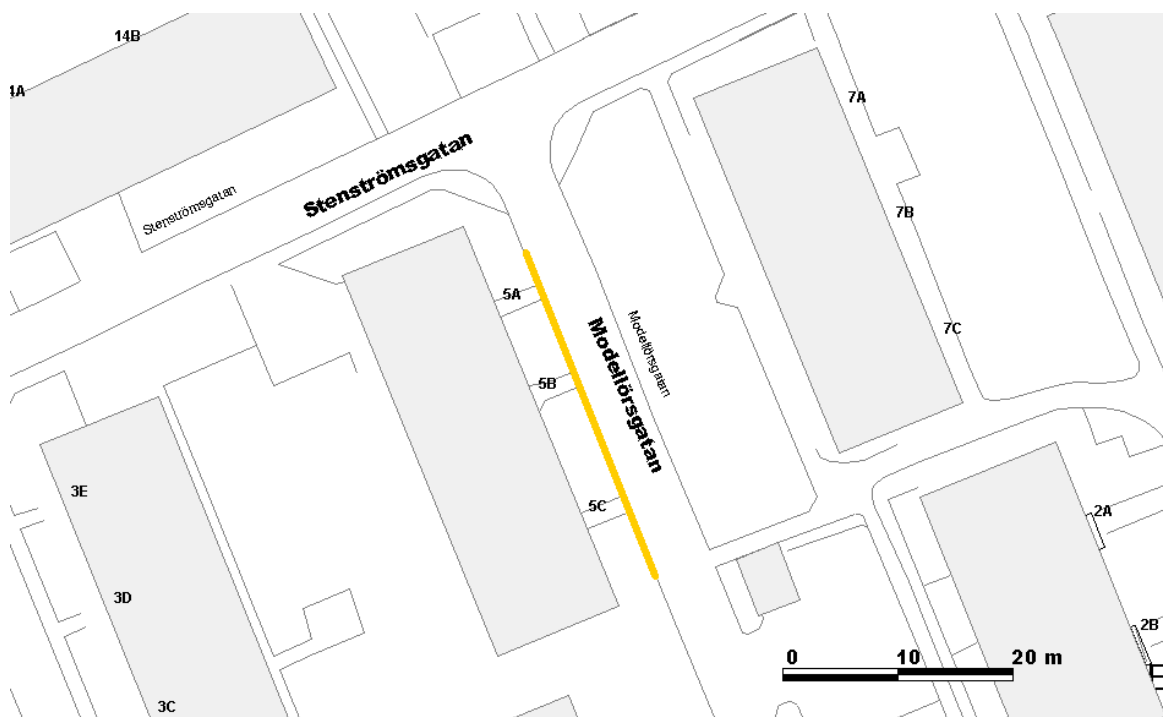 14B
4A
7A
Stenströmsgatan
Stenströmsgatan
7B
5A
7C
Modellörsgatan
Modellörsgatan
5B
3E
5C
2A
3D
2B
0 10 20 m
3C